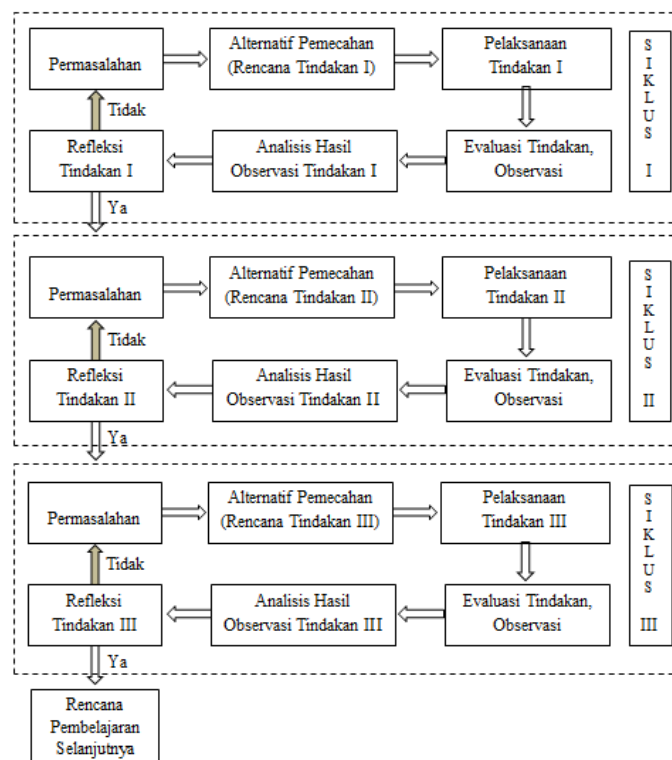 Permasalahan
Alternatif Pemecahan
(Rencana Tindakan I)
Pelaksanaan
Tindakan I
Tidak
Refleksi
Tindakan I
Analisis Hasil
Observasi Tindakan I
Evaluasi Tindakan,
Observasi
SIKLUS I
Ya
Permasalahan
Alternatif Pemecahan
(Rencana Tindakan II)
Pelaksanaan
Tindakan II
Tidak
Refleksi
Tindakan II
Analisis Hasil
Observasi Tindakan II
Evaluasi Tindakan,
Observasi
SIKLUS II
Ya
Permasalahan
Alternatif Pemecahan
(Rencana Tindakan III)
Pelaksanaan
Tindakan III
Tidak
Refleksi
Tindakan III
Analisis Hasil
Observasi Tindakan III
Evaluasi Tindakan,
Observasi
SIKLUS III
Ya
Rencana
Pembelajaran
Selanjutnya